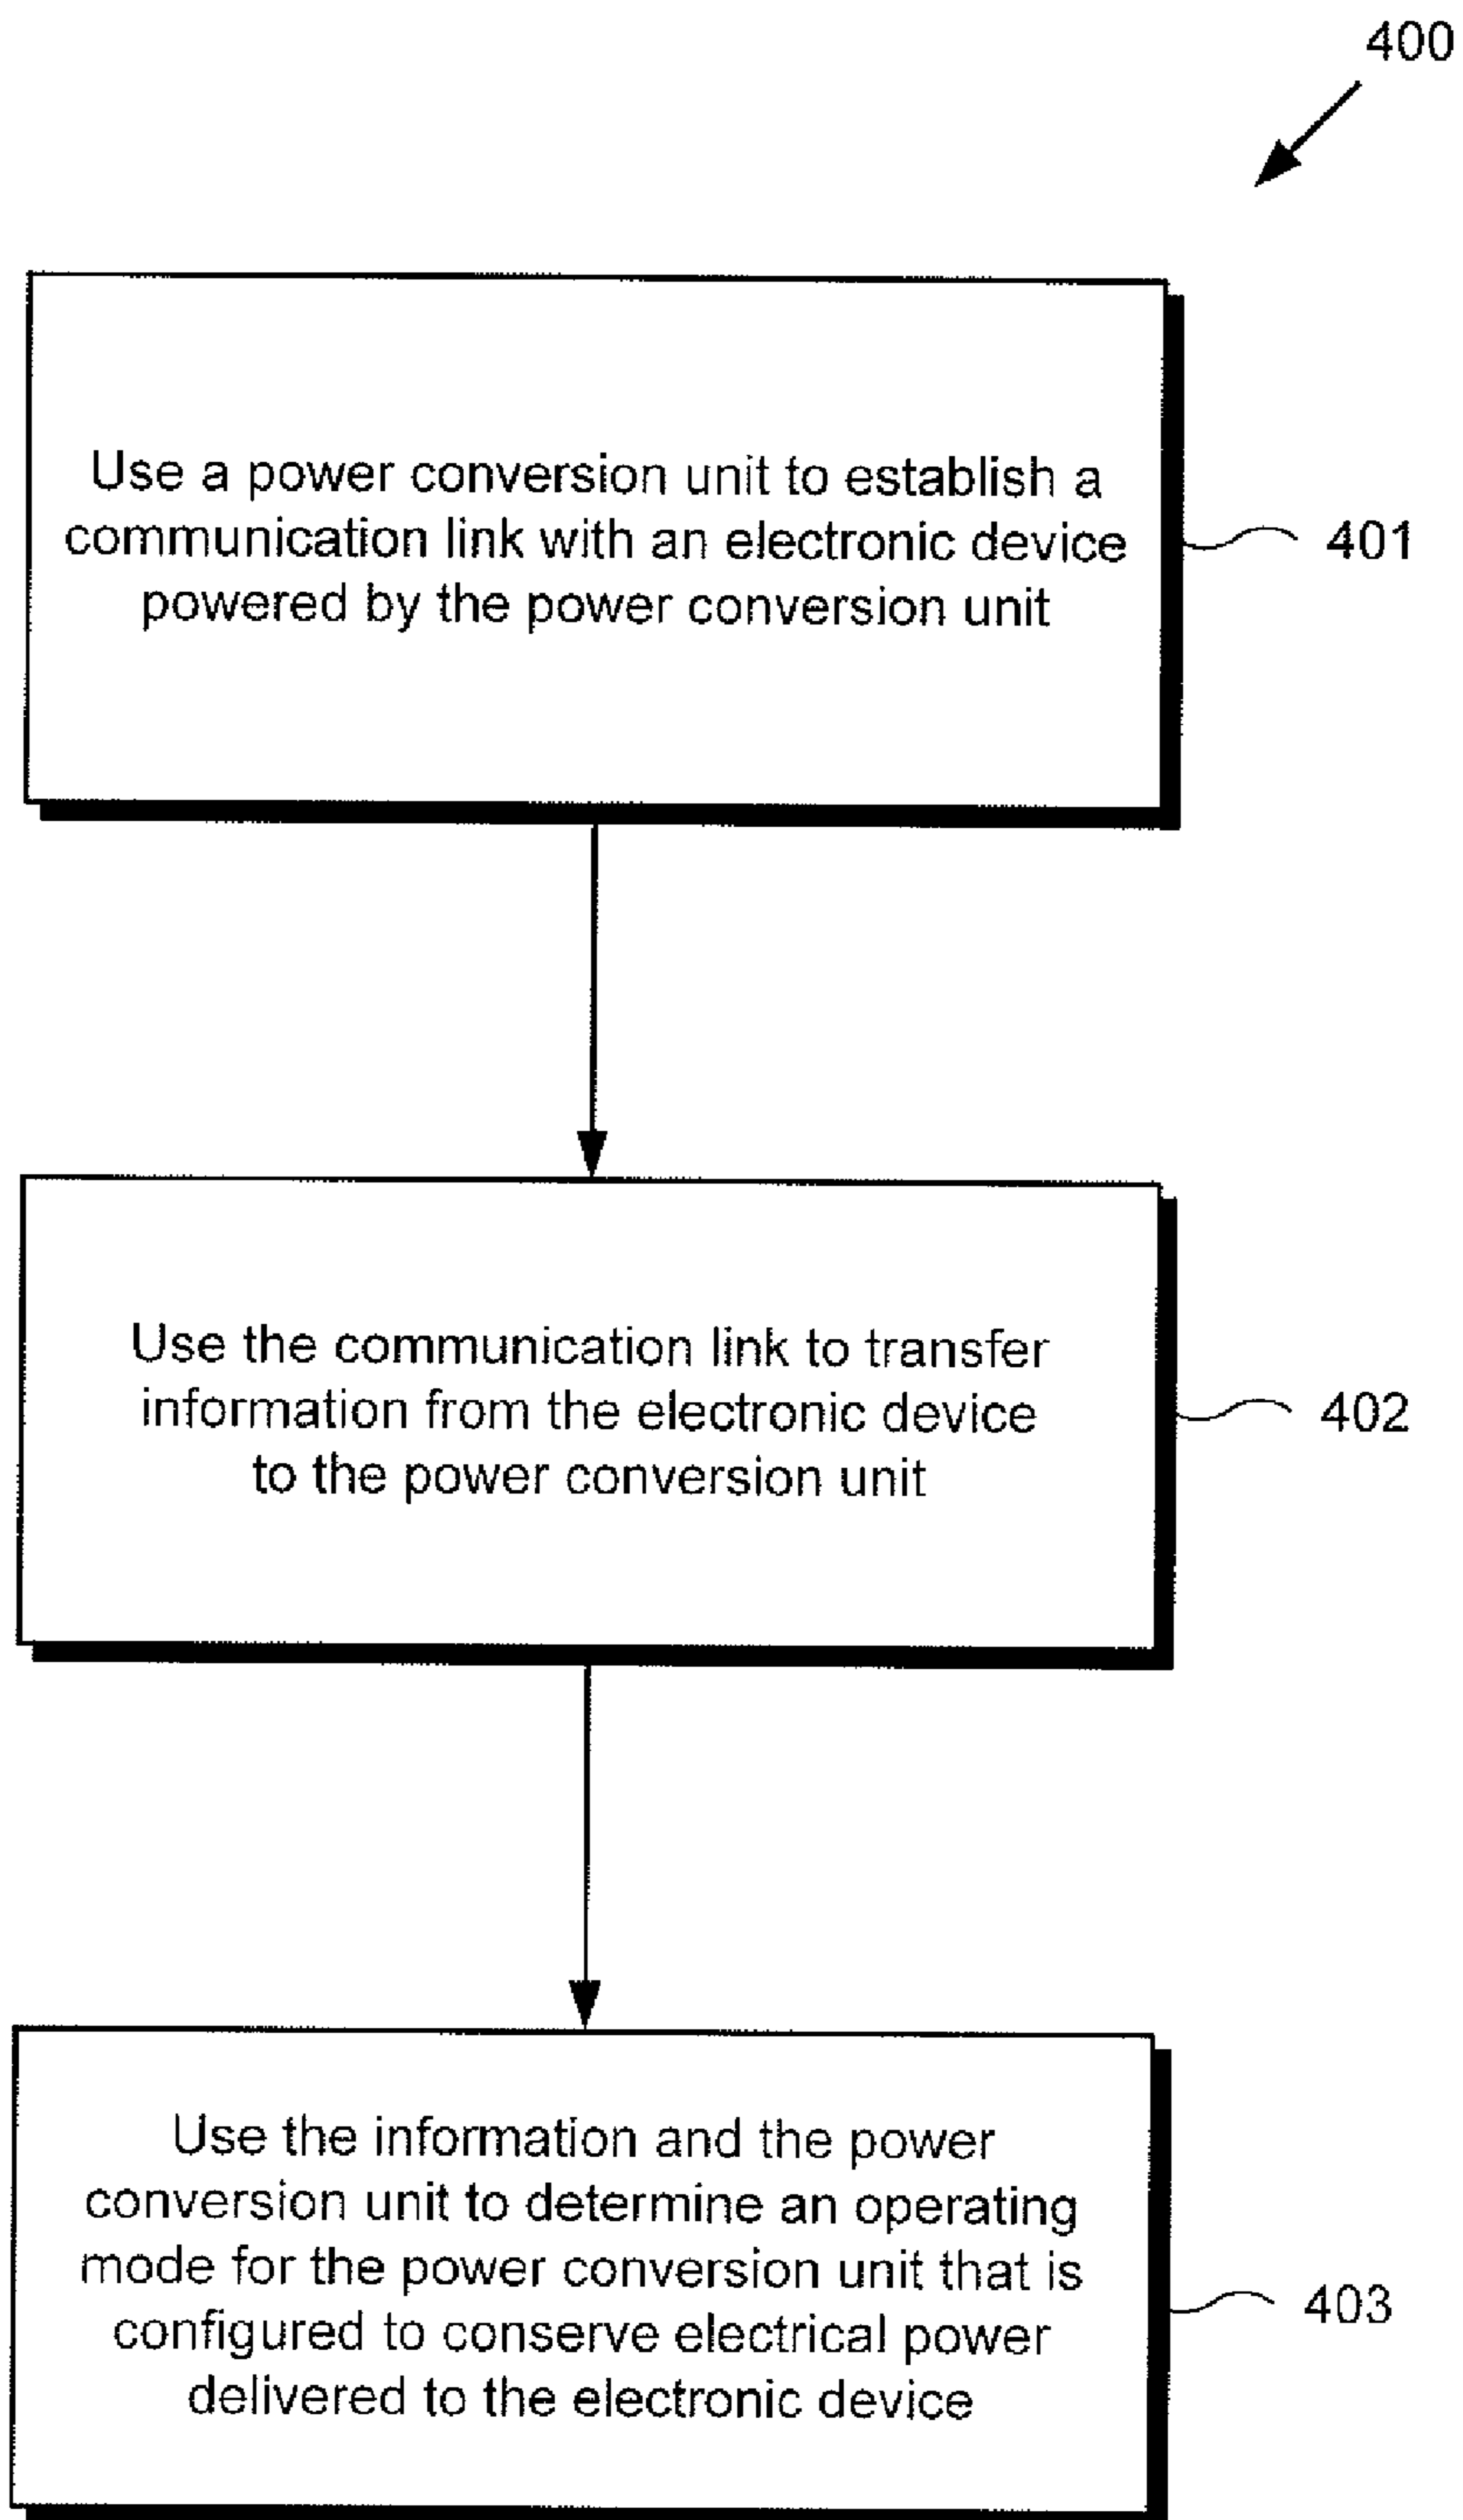 400
Use a power conversion unit to establish a
communication link with an electronic device
powered by the power conversion unit
401
Use the communication link to transfer
information from the electronic device
to the power conversion unit
402
Use the information and the power
conversion unit to determine an operating
mode for the power conversion unit that is
configured to conserve electrical power
delivered to the electronic device
403